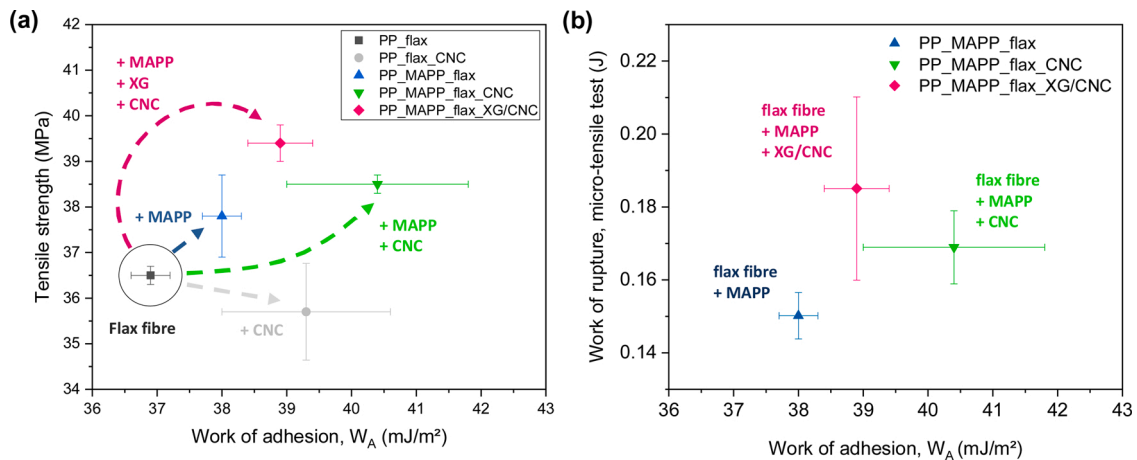 (a)
42
41
40
39
38
37
36
35
34
Tensile strength (MPa)
PP_flax
PP_flax_CNC
PP_MAPP_flax
PP_MAPP_flax_CNC
PP_MAPP_flax_XG/CNC
+ MAPP
+ XG
+ CNC
+ MAPP
+ MAPP
+ CNC
+ CNC
Flax fibre
36 37 38 39 40 41 42 43
Work of adhesion, W_A (mJ/m²)
(b)
0.22
0.20
0.18
0.16
0.14
Work of rupture, micro-tensile test (J)
PP_MAPP_flax
PP_MAPP_flax_CNC
PP_MAPP_flax_XG/CNC
flax fibre
+ MAPP
+ XG/CNC
flax fibre
+ MAPP
+ CNC
flax fibre
+ MAPP
36 37 38 39 40 41 42 43
Work of adhesion, W_A (mJ/m²)